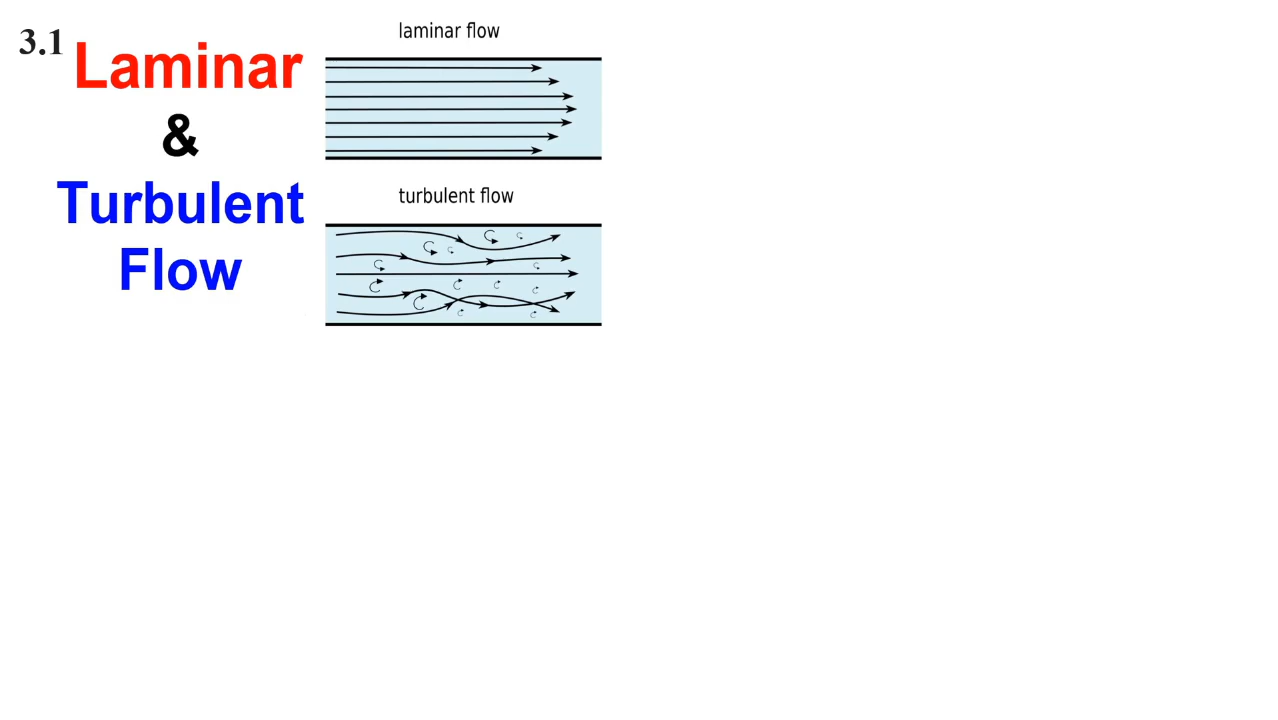 3.1
Laminar
&
Turbulent
Flow
laminar flow
turbulent flow